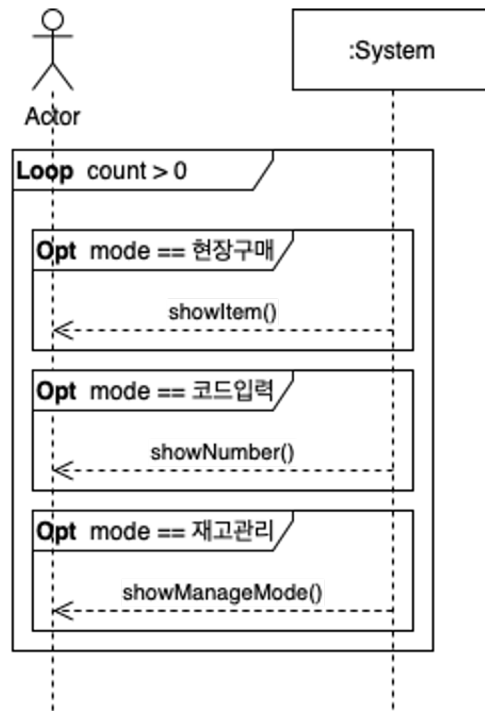 :System
Actor
Loop count > 0
Opt mode == 현장구매
showItem()
Opt mode == 코드입력
showNumber()
Opt mode == 재고관리
showManageMode()